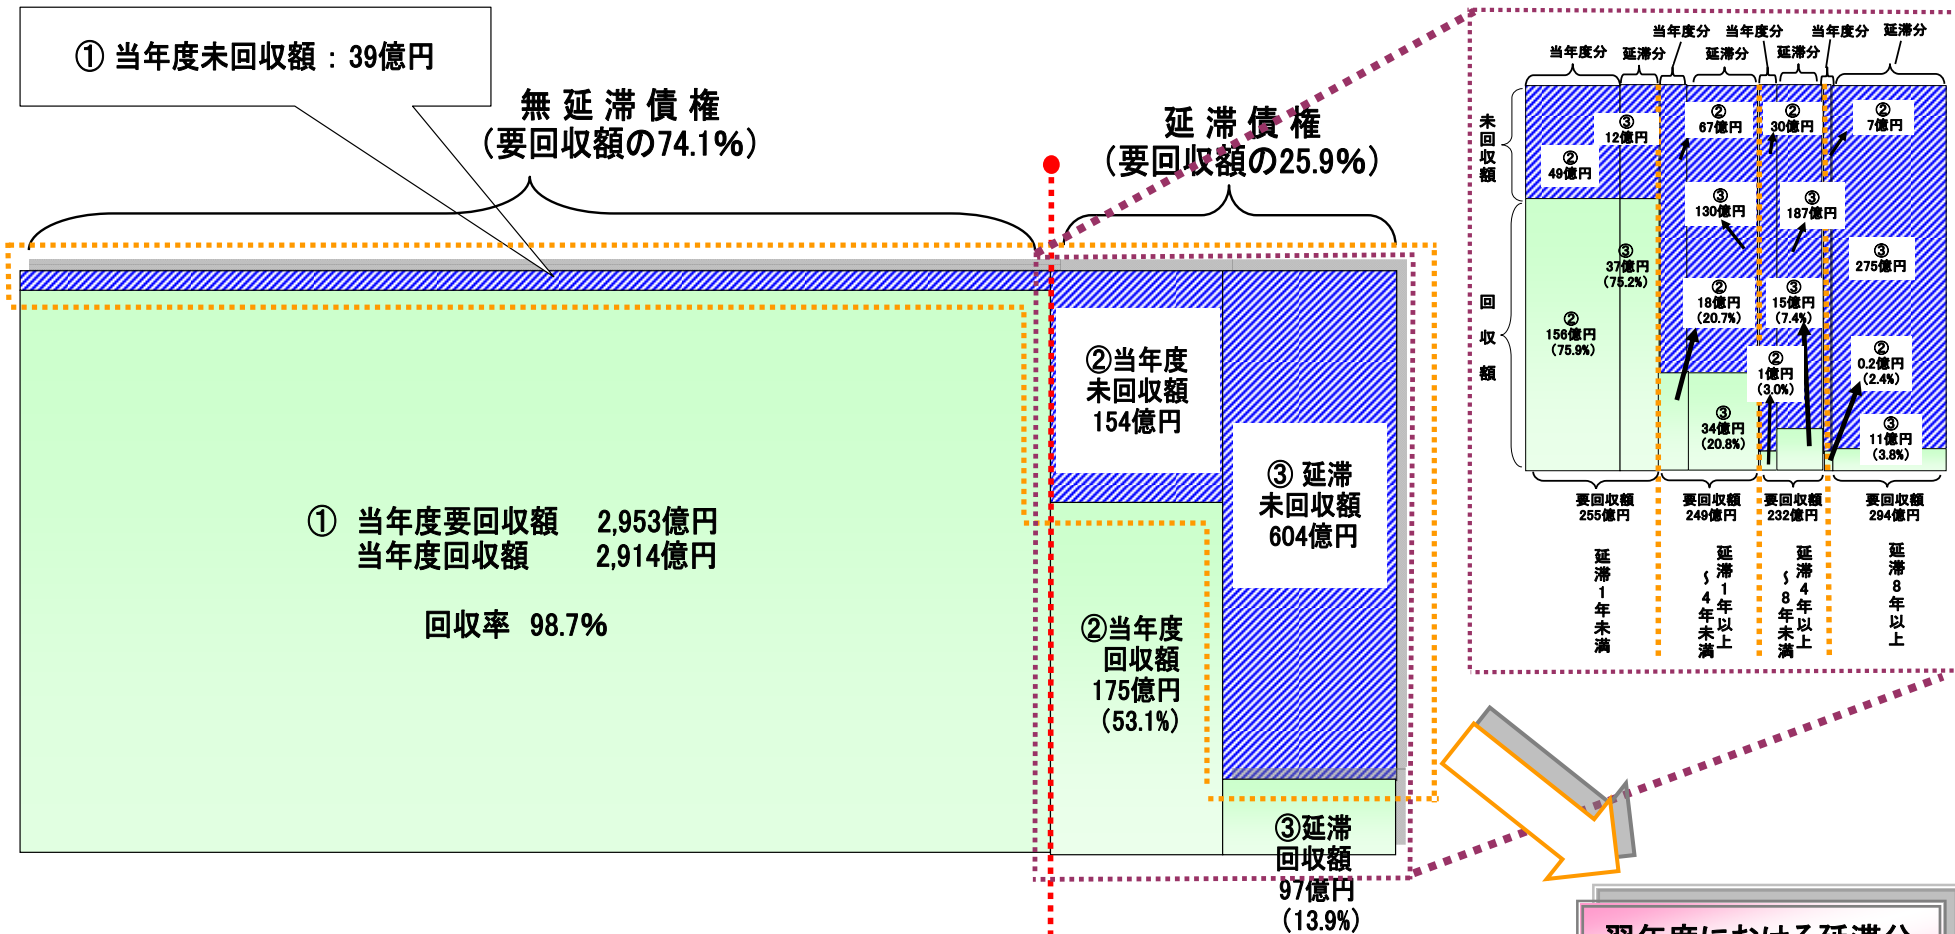 ① 当年度未回収額：39億円
無 延 滞 債 権
（要回収額の74.1%）
延 滞 債 権
（要回収額の25.9%）
① 当年度要回収額 2,953億円
当年度回収額 2,914億円
回収率 98.7%
②当年度
未回収額
154億円
②当年度
回収額
175億円
（53.1%）
③ 延滞
未回収額
604億円
③延滞
回収額
97億円
（13.9%）
当年度分
延滞分
当年度分
延滞分
当年度分
延滞分
当年度分
延滞分
未回収額
回収額
②
49億円
③
12億円
②
67億円
②
30億円
②
7億円
③
130億円
③
187億円
③
275億円
③
37億円
（75.2%）
②
156億円
（75.9%）
②
18億円
（20.7%）
③
15億円
（7.4%）
②
1億円
（3.0%）
②
0.2億円
（2.4%）
③
34億円
（20.8%）
③
11億円
（3.8%）
要回収額
255億円
要回収額
249億円
要回収額
232億円
要回収額
294億円
延滞1年未満
延滞1年以上
～4年未満
延滞4年以上
～8年未満
延滞8年以上
翌年度における延滞分